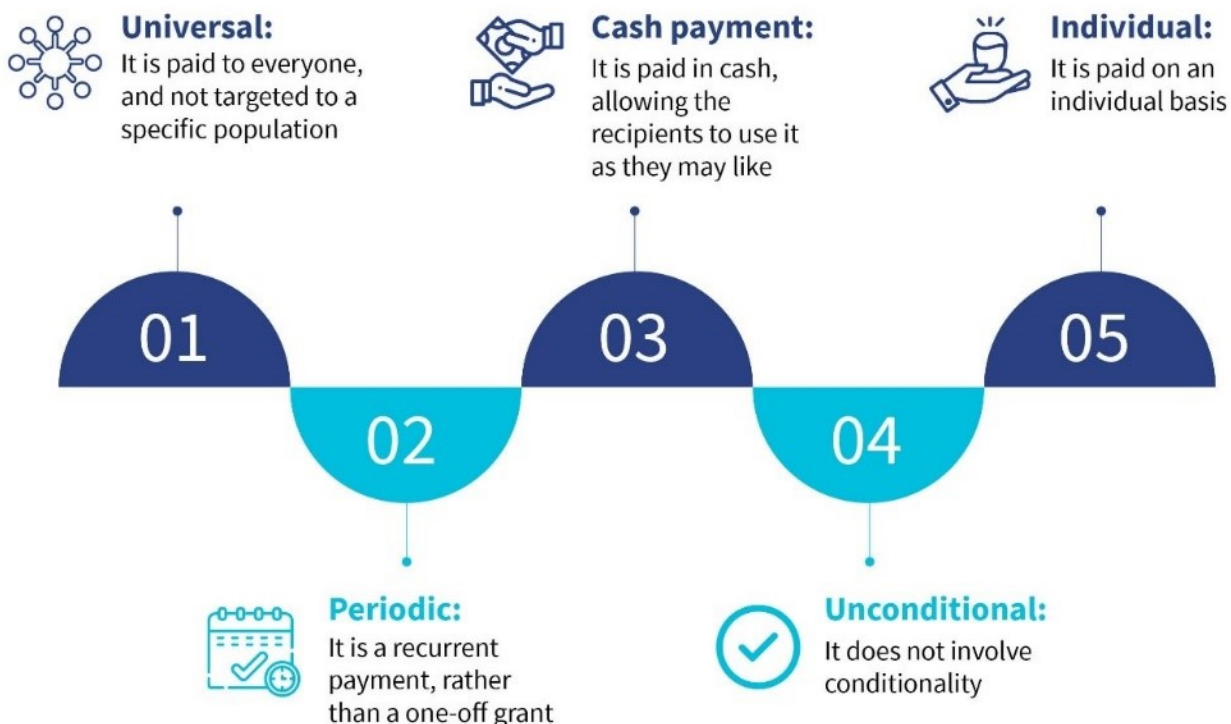 Universal:
It is paid to everyone,
and not targeted to a
specific population
Cash payment:
It is paid in cash,
allowing the
recipients to use it
as they may like
Individual:
It is paid on an
individual basis
01
02
03
04
05
Periodic:
It is a recurrent
payment, rather
than a one-off grant
Unconditional:
It does not involve
conditionality